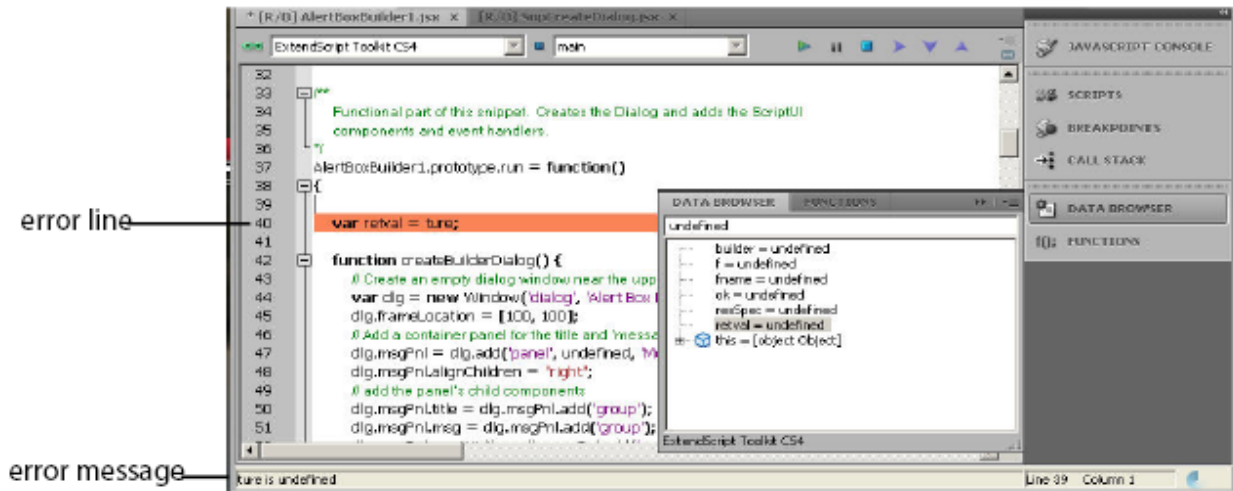 * [R/D] AlertBoxBuilder1.jsx ×
[R/D] SnpCreateDialog.jsx ×
ExtendScript Toolkit CS4
main
32
33 /**
34 Functional part of this snippet. Creates the Dialog and adds the ScriptUI
35 components and event handlers.
36 */
37 AlertBoxBuilder1.prototype.run = function()
38 {
39
40 var retval = ture;
41
42 function createBuilderDialog() {
43 // Create an empty dialog window near the upp
44 var dlg = new Window('dialog', 'Alert Box
45 dlg.frameLocation = [100, 100];
46 // Add a container panel for the title and 'messa
47 dlg.msgPnl = dlg.add('panel', undefined, 'M
48 dlg.msgPnl.alignChildren = "right";
49 // add the panel's child components
50 dlg.msgPnl.title = dlg.msgPnl.add('group');
51 dlg.msgPnl.msg = dlg.msgPnl.add('group');
error line
error message
DATA BROWSER
FUNCTIONS
undefined
builder = undefined
f = undefined
fname = undefined
ok = undefined
resSpec = undefined
retval = undefined
this = [object Object]
ExtendScript Toolkit CS4
JAVASCRIPT CONSOLE
SCRIPTS
BREAKPOINTS
CALL STACK
DATA BROWSER
f(); FUNCTIONS
ture is undefined
Line 39 Column 1